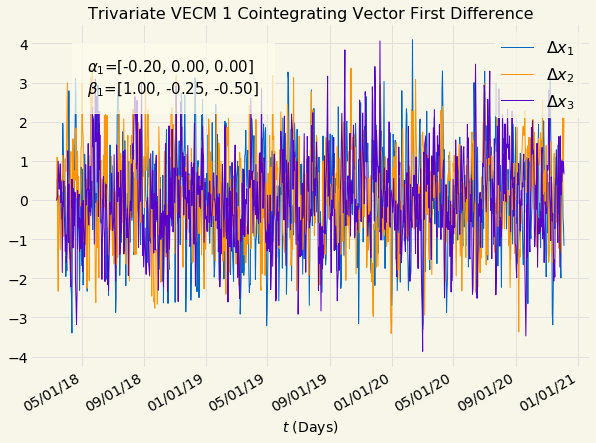 Trivariate VECM 1 Cointegrating Vector First Difference
α₁=[-0.20, 0.00, 0.00]
β₁=[1.00, -0.25, -0.50]
Δx₁
Δx₂
Δx₃
4
3
2
1
0
−1
−2
−3
−4
05/01/18
09/01/18
01/01/19
05/01/19
09/01/19
01/01/20
05/01/20
09/01/20
01/01/21
t (Days)